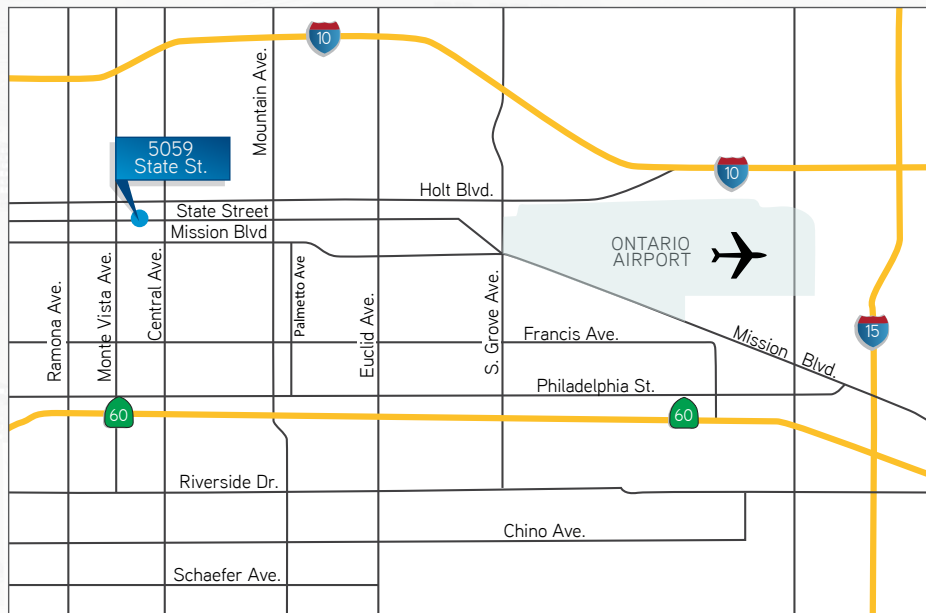 10
Mountain Ave.
5059
State St.
10
Holt Blvd.
State Street
Mission Blvd
ONTARIO
AIRPORT
Ramona Ave.
Monte Vista Ave.
Central Ave.
Palmetto Ave
Euclid Ave.
S. Grove Ave.
Francis Ave.
Mission Blvd.
15
Philadelphia St.
60
60
Riverside Dr.
Chino Ave.
Schaefer Ave.